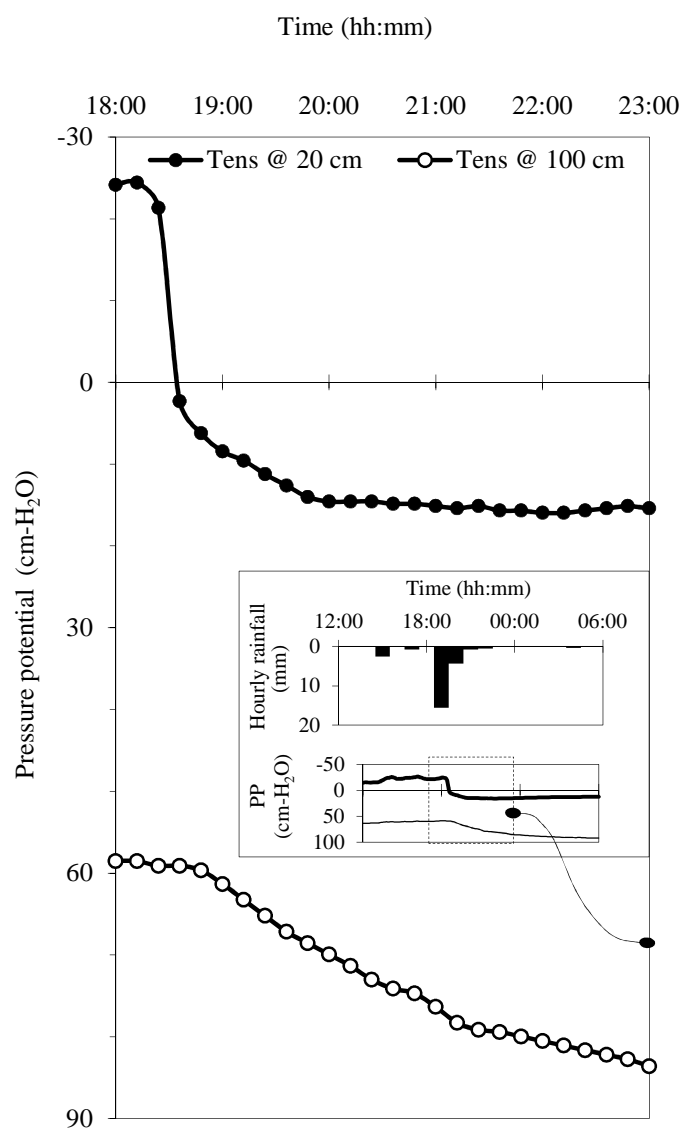 Time (hh:mm)
18:00 19:00 20:00 21:00 22:00 23:00
-30
Tens @ 20 cm Tens @ 100 cm
0
30
60
90
Pressure potential (cm-H₂O)
Time (hh:mm)
12:00 18:00 00:00 06:00
Hourly rainfall
(mm)
0
10
20
PP
(cm-H₂O)
-50
0
50
100